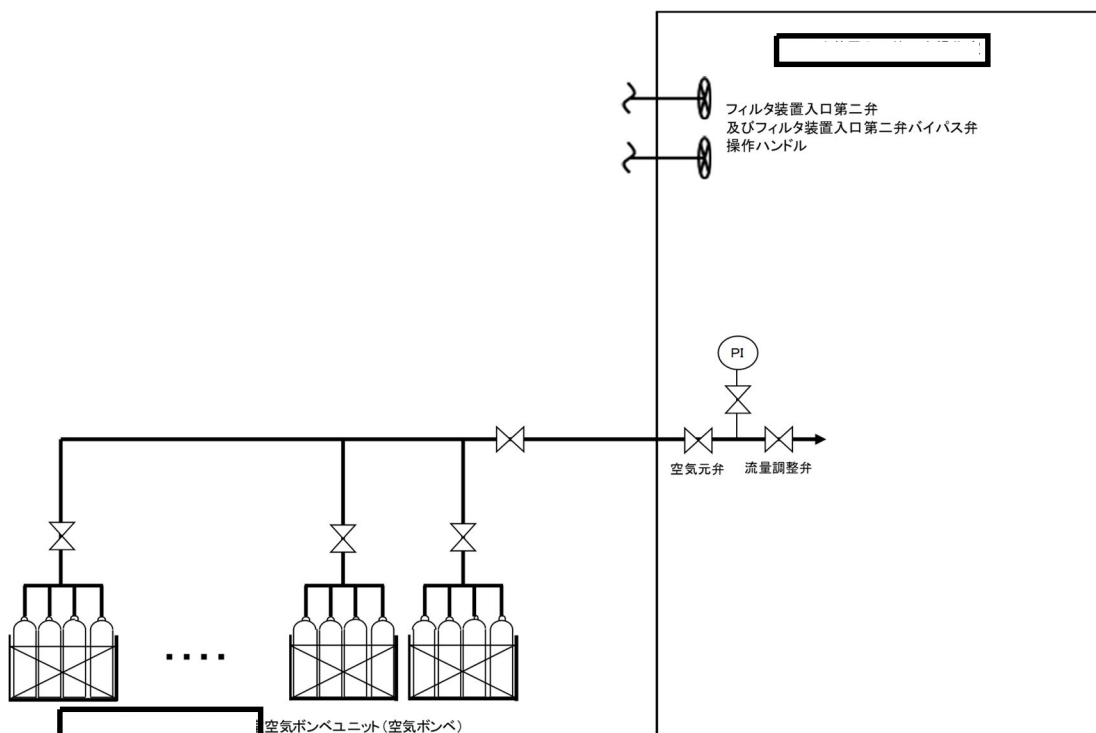 フィルタ装置入口第二弁
及びフィルタ装置入口第二弁バイパス弁
操作ハンドル
PI
空気元弁
流量調整弁
空気ボンベユニット(空気ボンベ)